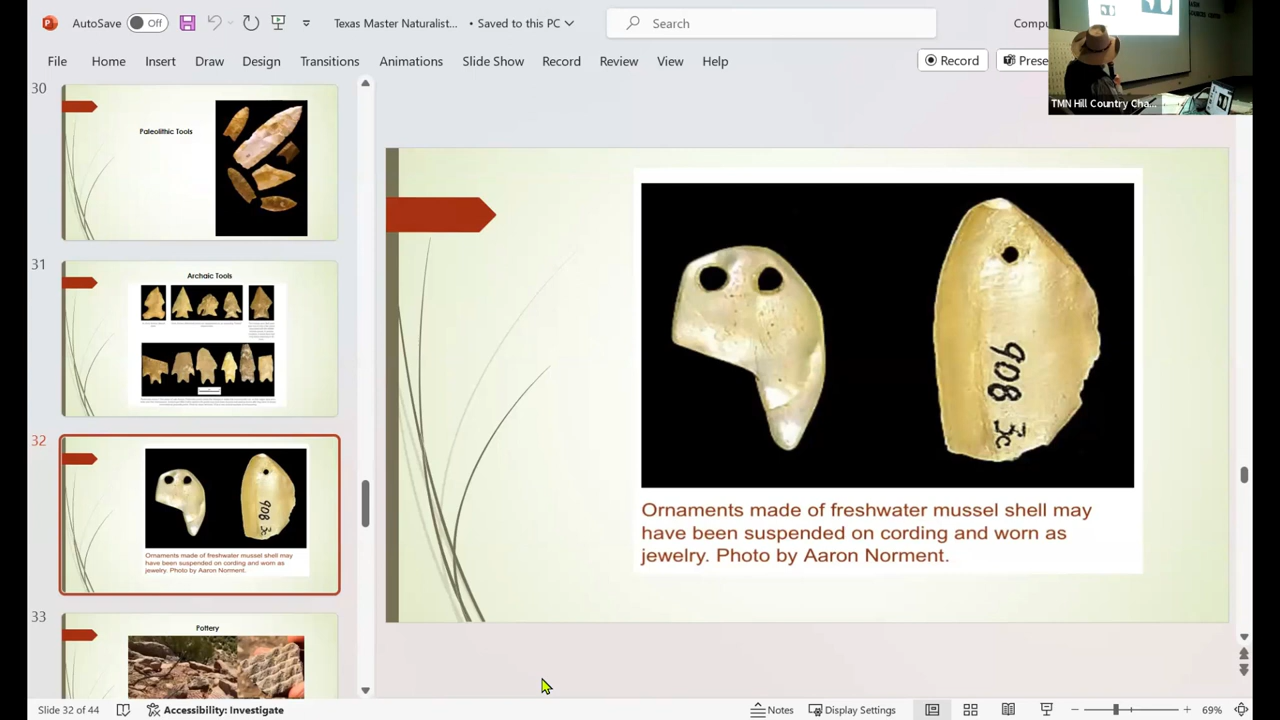 AutoSave
Off
Texas Master Naturalist...
• Saved to this PC
Search
File
Home
Insert
Draw
Design
Transitions
Animations
Slide Show
Record
Review
View
Help
Record
TMN Hill Country Cha...
30
Paleolithic Tools
31
Archaic Tools
32
908 3c
Ornaments made of freshwater mussel shell may
have been suspended on cording and worn as
jewelry. Photo by Aaron Norment.
33
Pottery
908
3c
Ornaments made of freshwater mussel shell may
have been suspended on cording and worn as
jewelry. Photo by Aaron Norment.
Slide 32 of 44
Accessibility: Investigate
Notes
Display Settings
69%